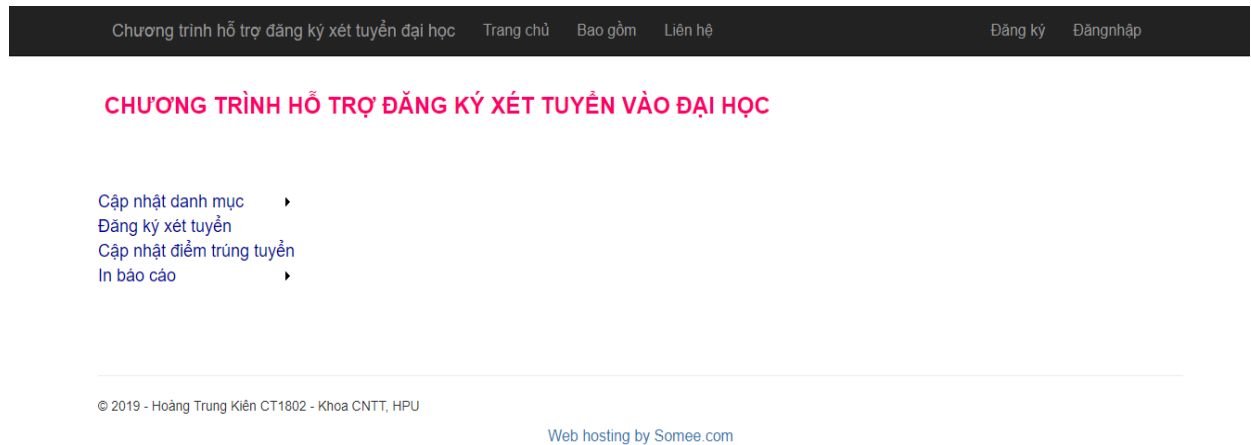 Chương trình hỗ trợ đăng ký xét tuyển đại học Trang chủ Bao gồm Liên hệ Đăng ký Đăngnhập
CHƯƠNG TRÌNH HỖ TRỢ ĐĂNG KÝ XÉT TUYỂN VÀO ĐẠI HỌC
Cập nhật danh mục
Đăng ký xét tuyển
Cập nhật điểm trúng tuyển
In báo cáo
© 2019 - Hoàng Trung Kiên CT1802 - Khoa CNTT, HPU
Web hosting by Somee.com